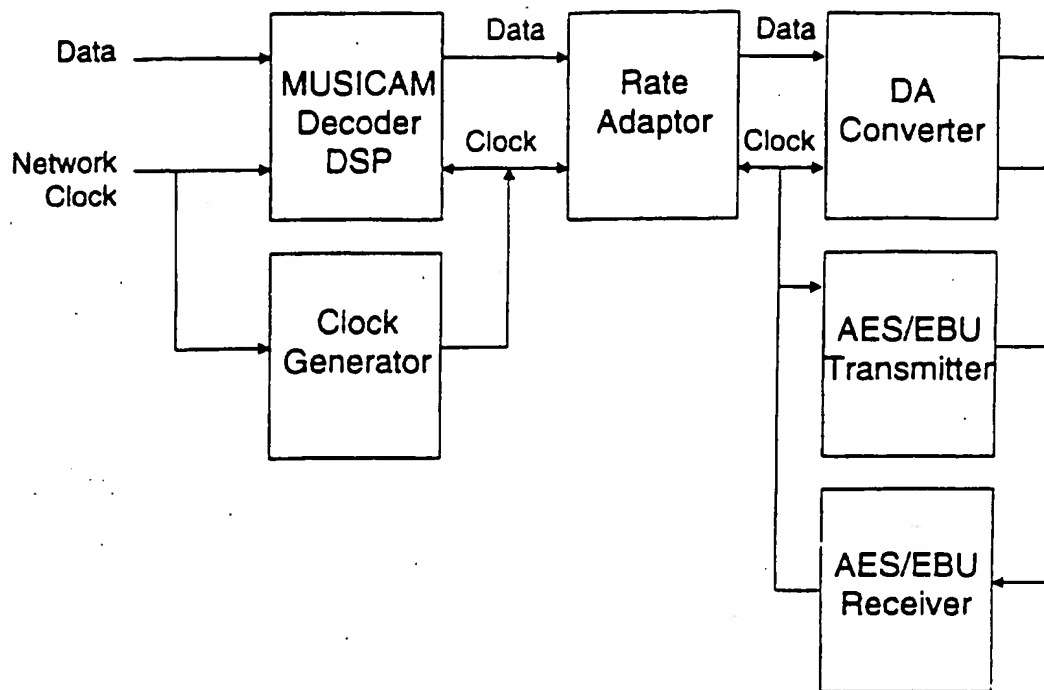 Data
MUSICAM
Decoder
DSP
Data
Rate
Adaptor
Data
DA
Converter
Network
Clock
Clock
Clock
Clock
Generator
AES/EBU
Transmitter
AES/EBU
Receiver